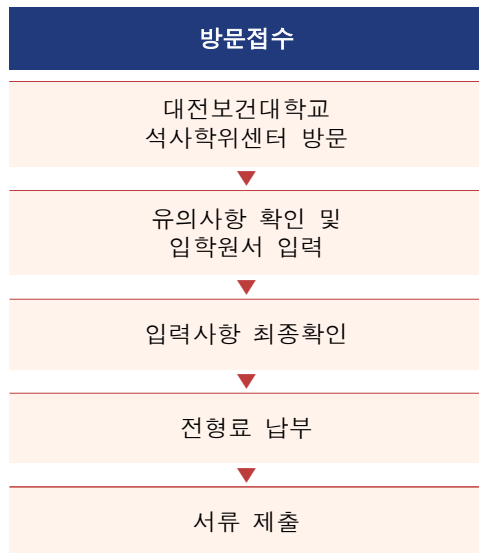 방문접수
대전보건대학교
석사학위센터 방문
유의사항 확인 및
입학원서 입력
입력사항 최종확인
전형료 납부
서류 제출